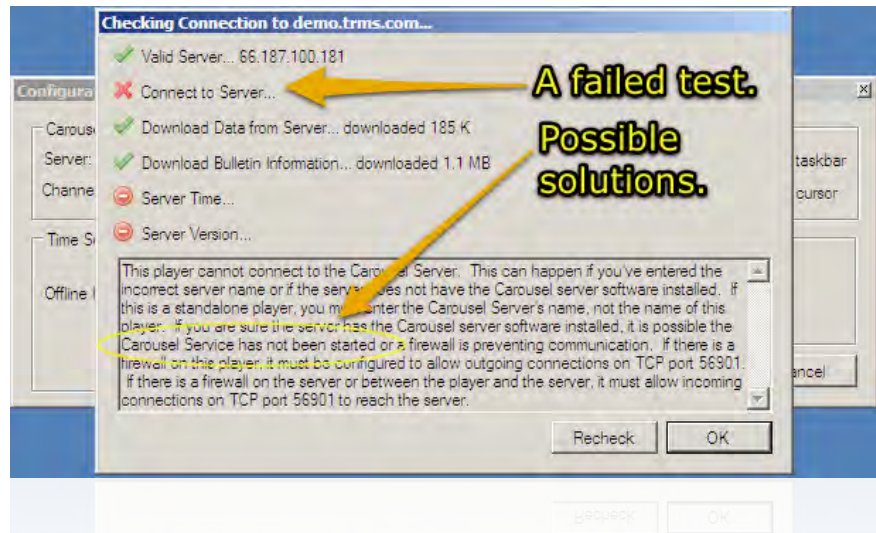 Checking Connection to demo.trms.com...
Valid Server... 66.187.100.181
Connect to Server...
A failed test.
Configura
Download Data from Server... downloaded 185 K
Possible
solutions.
Carous
Server:
Download Bulletin Information... downloaded 1.1 MB
taskbar
Channe
Server Time...
cursor
Time S
Server Version...
Offline
This player cannot connect to the Carousel Server. This can happen if you've entered the
incorrect server name or if the server does not have the Carousel server software installed. If
this is a standalone player, you must enter the Carousel Server's name, not the name of this
player. If you are sure the server has the Carousel server software installed, it is possible the
Carousel Service has not been started or a firewall is preventing communication. If there is a
firewall on this player, it must be configured to allow outgoing connections on TCP port 56901.
If there is a firewall on the server or between the player and the server, it must allow incoming
connections on TCP port 56901 to reach the server.
ancel
Recheck
OK
Recheck
OK